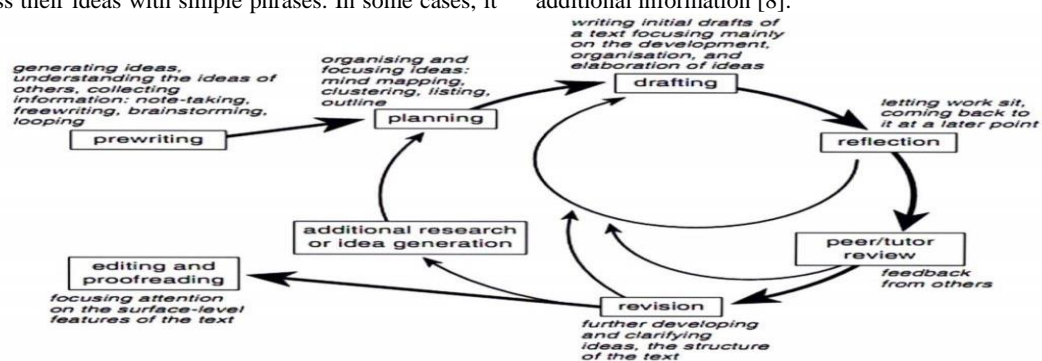 ss their ideas with simple phrases. In some cases, it
additional information [8].
writing initial drafts of
a text focusing mainly
on the development,
organisation, and
elaboration of ideas
drafting
organising and
focusing ideas:
mind mapping,
clustering, listing,
outline
planning
generating ideas,
understanding the ideas of
others, collecting
information: note-taking,
freewriting, brainstorming,
looping
prewriting
letting work sit,
coming back to
it at a later point
reflection
peer/tutor
review
feedback
from others
additional research
or idea generation
editing and
proofreading
focusing attention
on the surface-level
features of the text
revision
further developing
and clarifying
ideas, the structure
of the text